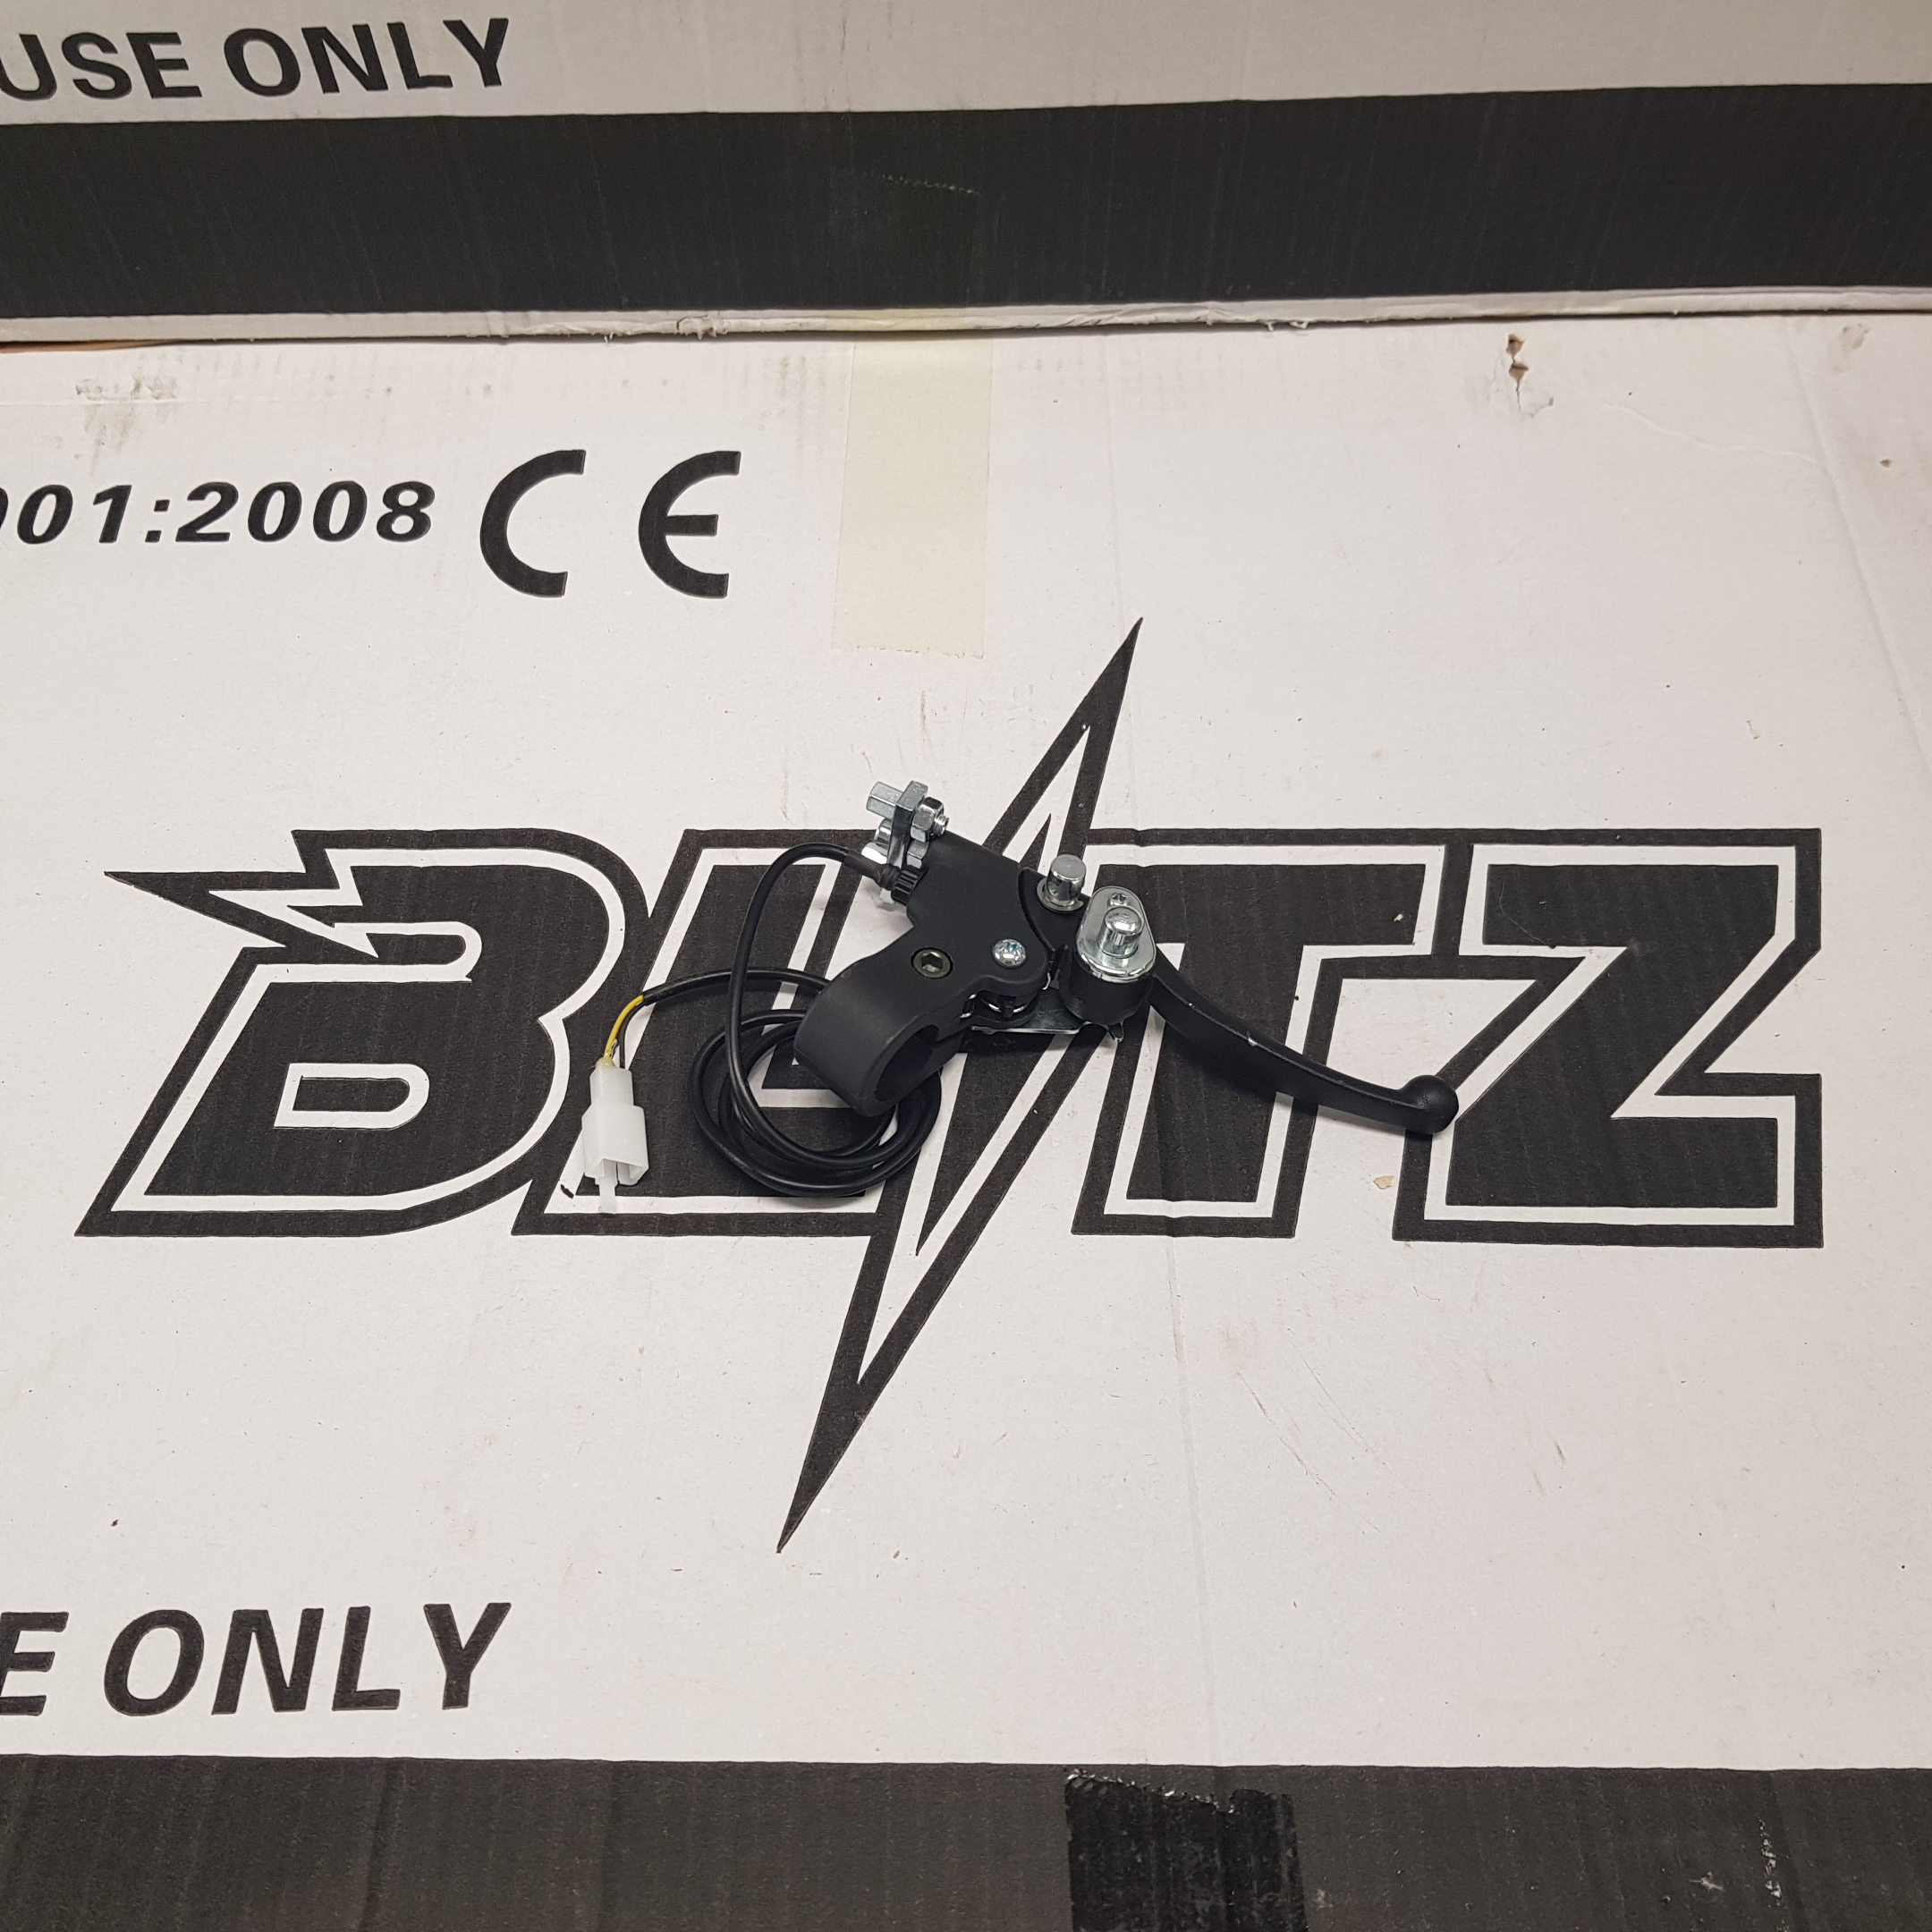 USE ONLY
001:2008 CE
BLITZ
E ONLY